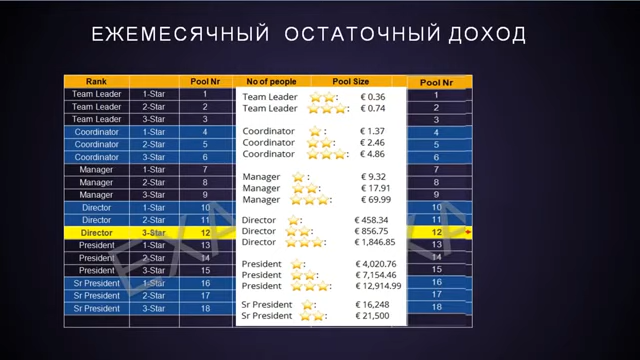 ЕЖЕМЕСЯЧНЫЙ ОСТАТОЧНЫЙ ДОХОД
Rank Pool Nr No of people Pool Size Pool Nr
Team Leader 1-Star 1 Team Leader : € 0.36 1
Team Leader 2-Star 2 Team Leader : € 0.74 2
Team Leader 3-Star 3 3
Coordinator 1-Star 4 Coordinator : € 1.37 4
Coordinator 2-Star 5 Coordinator : € 2.46 5
Coordinator 3-Star 6 Coordinator : € 4.86 6
Manager 1-Star 7 Manager : € 9.32 7
Manager 2-Star 8 Manager : € 17.91 8
Manager 3-Star 9 Manager : € 69.99 9
Director 1-Star 10 Director : € 458.34 10
Director 2-Star 11 Director : € 856.75 11
Director 3-Star 12 Director : € 1,846.85 12
President 1-Star 13 President : € 4,020.76 13
President 2-Star 14 President : € 7,154.46 14
President 3-Star 15 President : € 12,914.99 15
Sr President 1-Star 16 Sr President : € 16,248 16
Sr President 2-Star 17 Sr President : € 21,500 17
Sr President 3-Star 18 18